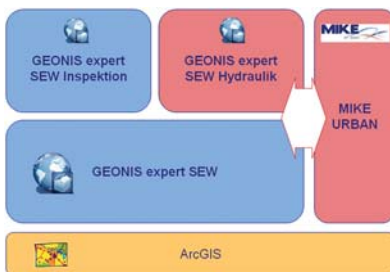 GEONIS expert
SEW Inspektion
GEONIS expert
SEW Hydraulik
MIKE
MIKE
URBAN
GEONIS expert SEW
ArcGIS